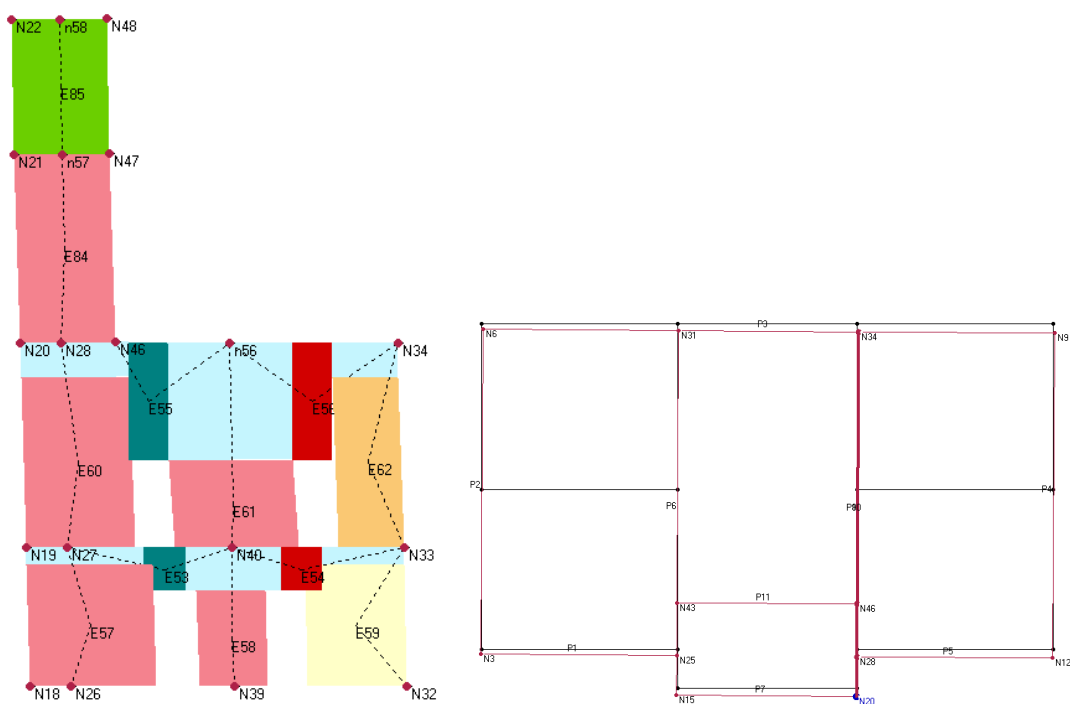 N22 n58 N48
E85
N21 n57 N47
E84
N20 N28 N46 n56 N34
E55 E56
E60 E62
E61
N19 N27 N40 N33
E53 E54
E57 E59
E58
N18 N26 N39 N32
P3
N6 N31 N34 N9
P2 P4
P6
P11
N43 N46
P1 P5
N3 N25 N28 N12
P7
N15 N20